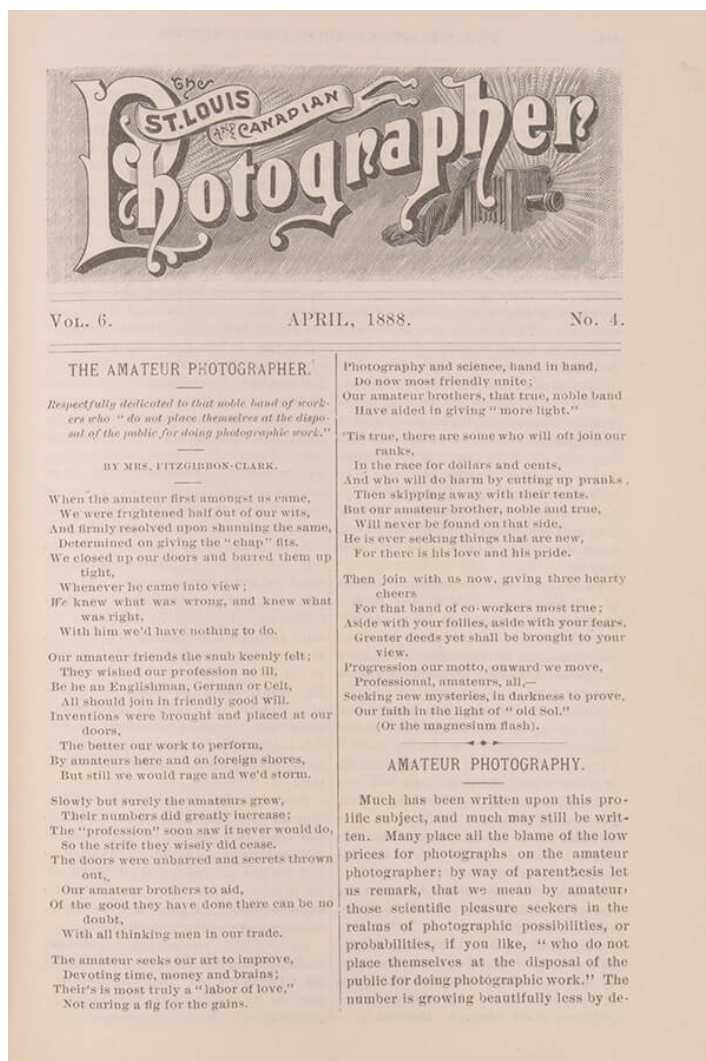 The
ST. LOUIS
AND CANADIAN
Photographer
VOL. 6.
APRIL, 1888.
No. 4.
THE AMATEUR PHOTOGRAPHER.
Respectfully dedicated to that noble band of work-
ers who "do not place themselves at the dispo-
sal of the public for doing photographic work."
BY MRS. FITZGIBBON-CLARK.
When the amateur first amongst us came,
We were frightened half out of our wits,
And firmly resolved upon shunning the same,
Determined on giving the "chap" fits.
We closed up our doors and barred them up
tight,
Whenever he came into view;
We knew what was wrong, and knew what
was right,
With him we'd have nothing to do.
Our amateur friends the snub keenly felt;
They wished our profession no ill,
Be he an Englishman, German or Celt,
All should join in friendly good will.
Inventions were brought and placed at our
doors,
The better our work to perform,
By amateurs here and on foreign shores,
But still we would rage and we'd storm.
Slowly but surely the amateurs grew,
Their numbers did greatly increase;
The "profession" soon saw it never would do,
So the strife they wisely did cease.
The doors were unbarred and secrets thrown
out,
Our amateur brothers to aid,
Of the good they have done there can be no
doubt,
With all thinking men in our trade.
The amateur seeks our art to improve,
Devoting time, money and brains;
Their's is most truly a "labor of love,"
Not caring a fig for the gains.
Photography and science, hand in hand,
Do now most friendly unite;
Our amateur brothers, that true, noble band
Have aided in giving "more light."
'Tis true, there are some who will oft join our
ranks,
In the race for dollars and cents,
And who will do harm by cutting up pranks,
Then skipping away with their tents.
But our amateur brother, noble and true,
Will never be found on that side,
He is ever seeking things that are new,
For there is his love and his pride.
Then join with us now, giving three hearty
cheers
For that band of co-workers most true;
Aside with your follies, aside with your fears,
Greater deeds yet shall be brought to your
view.
Progression our motto, onward we move,
Professional, amateurs, all,—
Seeking new mysteries, in darkness to prove,
Our faith in the light of "old Sol."
(Or the magnesium flash).
AMATEUR PHOTOGRAPHY.
Much has been written upon this pro-
lific subject, and much may still be writ-
ten. Many place all the blame of the low
prices for photographs on the amateur
photographer: by way of parenthesis let
us remark, that we mean by amateur,
those scientific pleasure seekers in the
realms of photographic possibilities, or
probabilities, if you like, "who do not
place themselves at the disposal of the
public for doing photographic work." The
number is growing beautifully less by de-